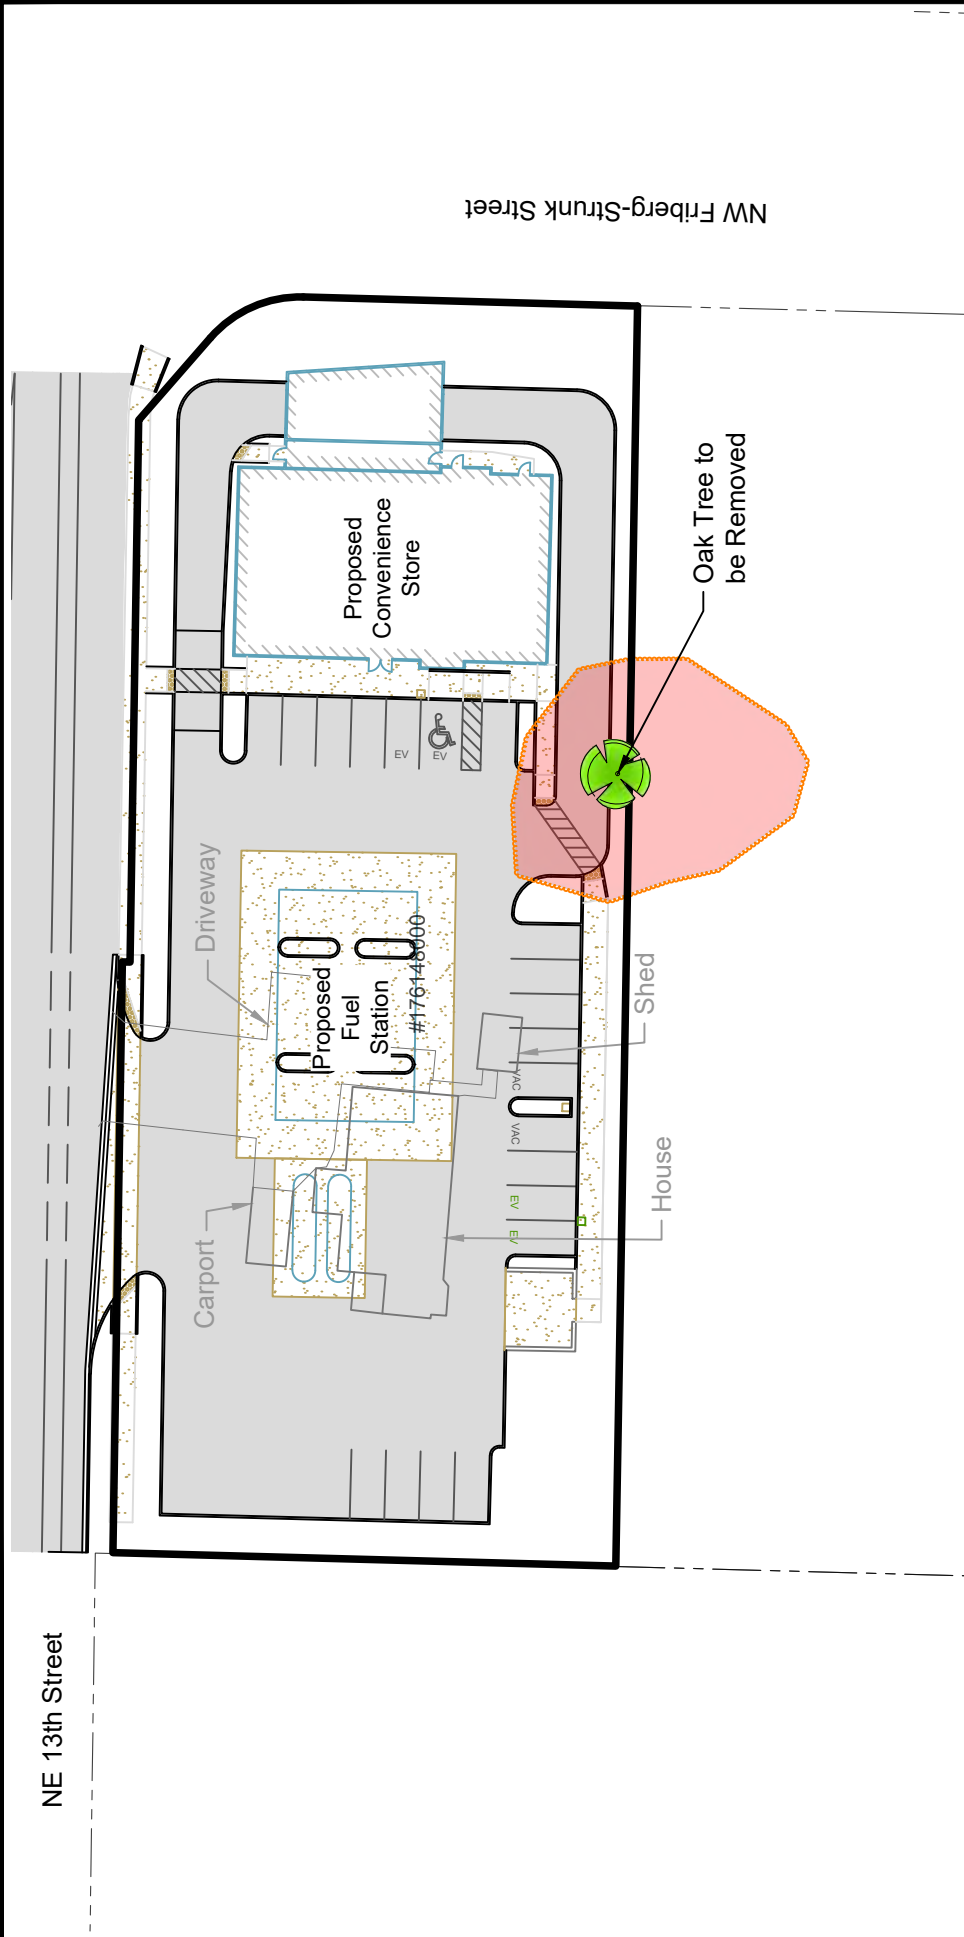 NW Friberg-Strunk Street
Oak Tree to
be Removed
Proposed
Convenience
Store
EV
EV
Driveway
#176148000
Proposed
Fuel
Station
Shed
VAC
VAC
House
EV
EV
Carport
NE 13th Street